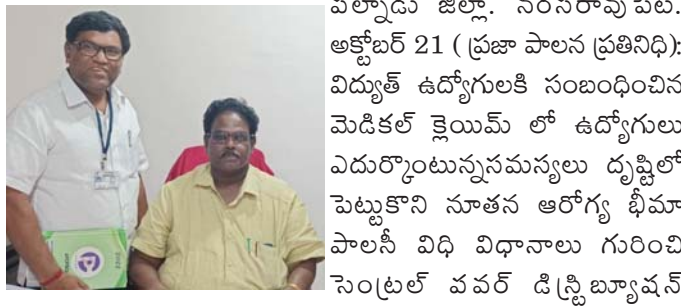 పల్నాడు జిల్లా. నరసరావుపేట.
అక్టోబర్ 21 ( ప్రజా పాలన ప్రతినిధి):
విద్యుత్ ఉద్యోగులకి సంబంధించిన
మెడికల్ క్లెయిమ్ లో ఉద్యోగులు
ఎదుర్కొంటున్నసమస్యలు దృష్టిలో
పెట్టుకొని నూతన ఆరోగ్య భీమా
పాలసీ విధి విధానాలు గురించి
సెంట్రల్ పవర్ డిస్ట్రిబ్యూషన్